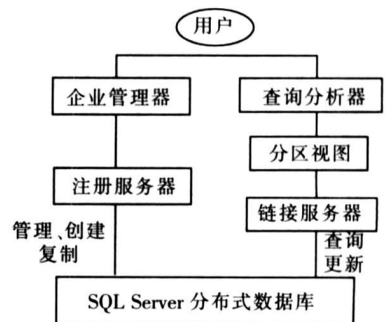 用户
企业管理器
查询分析器
分区视图
注册服务器
链接服务器
管理、创建
复制
查询
更新
SQL Server 分布式数据库